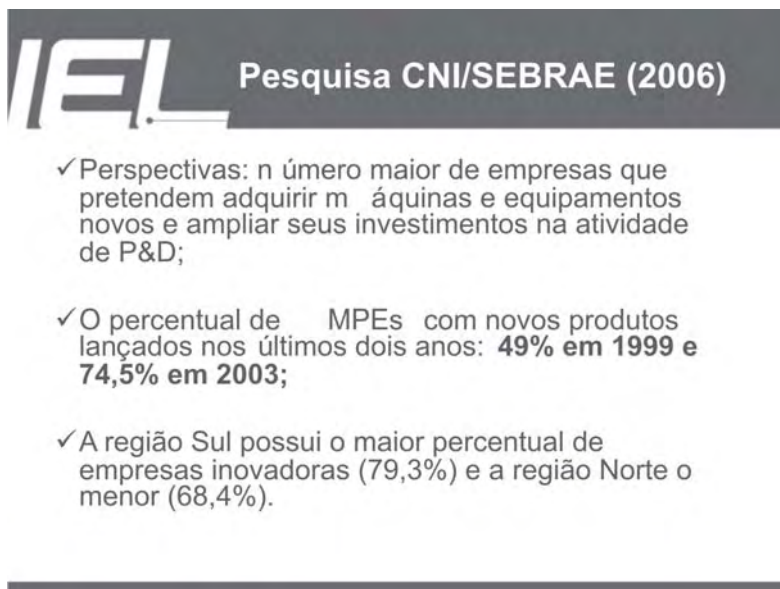 IEL
Pesquisa CNI/SEBRAE (2006)
✓Perspectivas: n úmero maior de empresas que
pretendem adquirir m áquinas e equipamentos
novos e ampliar seus investimentos na atividade
de P&D;
✓O percentual de MPEs com novos produtos
lançados nos últimos dois anos: 49% em 1999 e
74,5% em 2003;
✓A região Sul possui o maior percentual de
empresas inovadoras (79,3%) e a região Norte o
menor (68,4%).